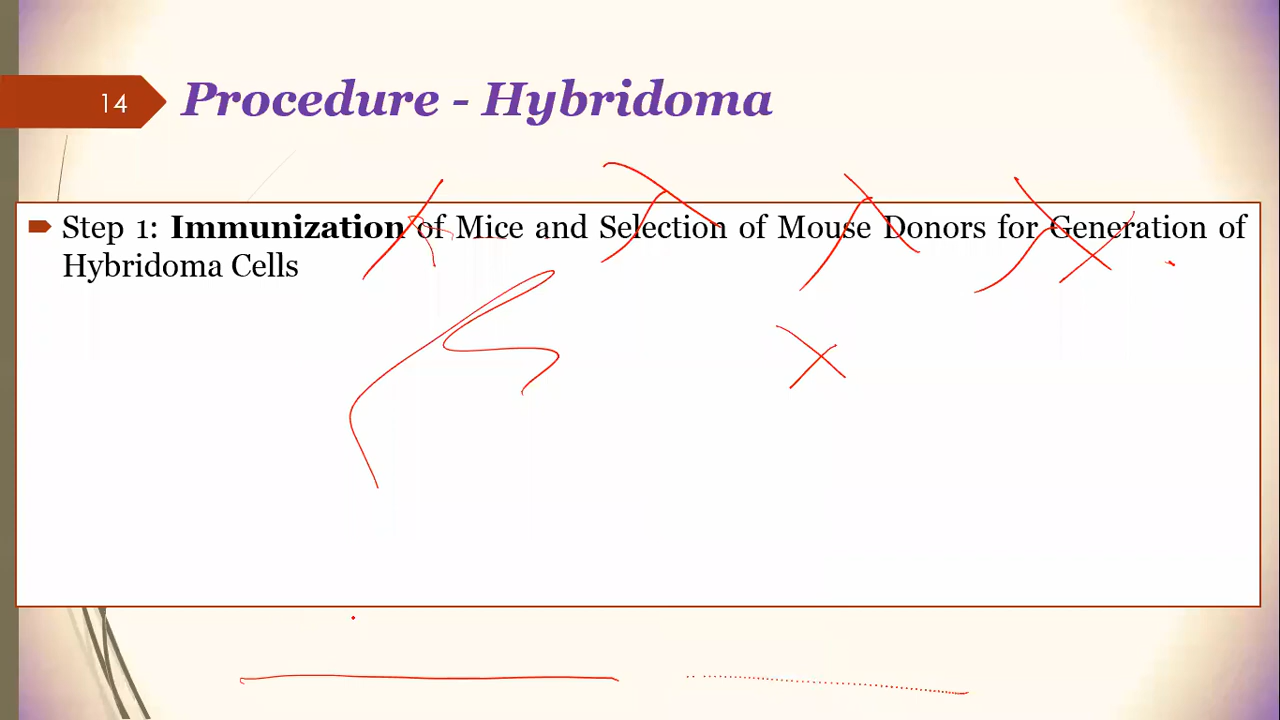 14
Procedure - Hybridoma
Step 1: Immunization of Mice and Selection of Mouse Donors for Generation of
Hybridoma Cells